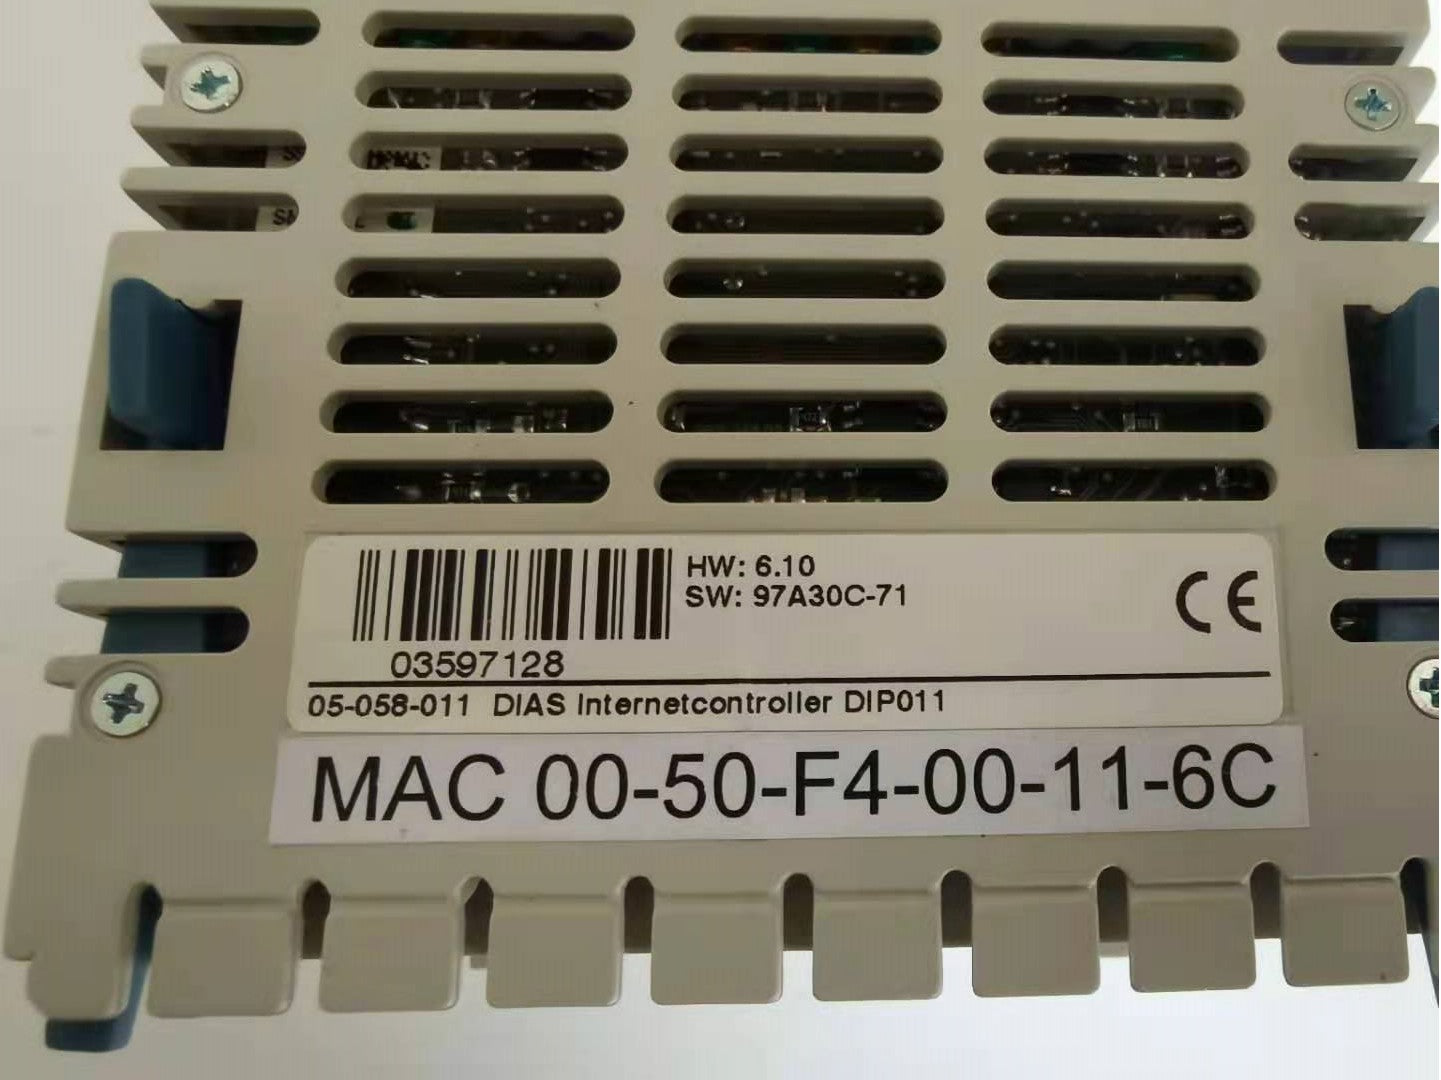 HW: 6.10
SW: 97A30C-71
CE
03597128
05-058-011 DIAS Internetcontroller DIP011
MAC 00-50-F4-00-11-6C